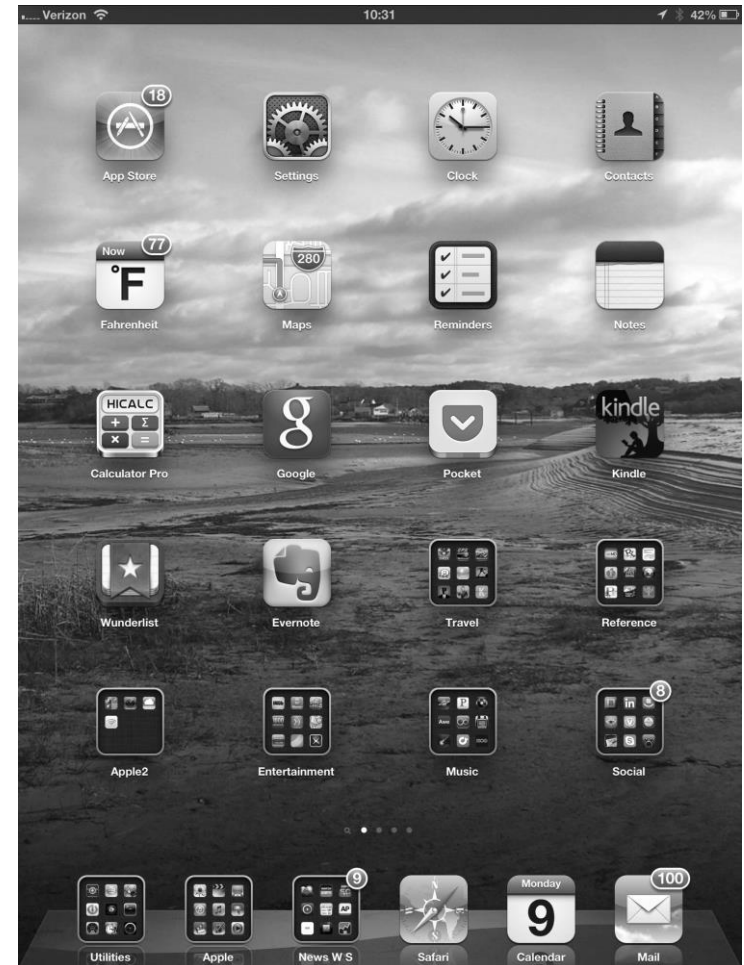 Verizon 10:31 42%
18
App Store Settings Clock Contacts
Now 77 280
°F
Fahrenheit Maps Reminders Notes
HICALC g kindle
Calculator Pro Google Pocket Kindle
Wunderlist Evernote Travel Reference
8
Apple2 Entertainment Music Social
9 Monday 100
9
Utilities Apple News W S Safari Calendar Mail